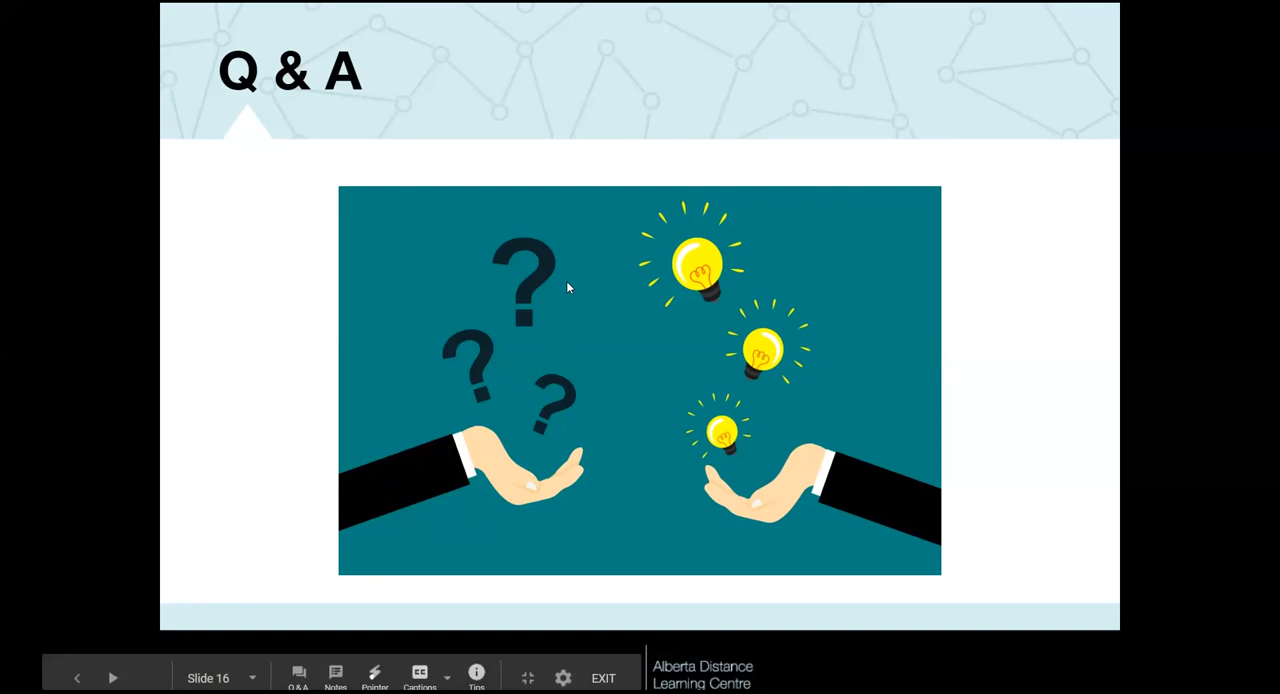 Q & A
?
?
?
Slide 16
Q & A
Notes
Pointer
Captions
Tips
EXIT
Alberta Distance
Learning Centre